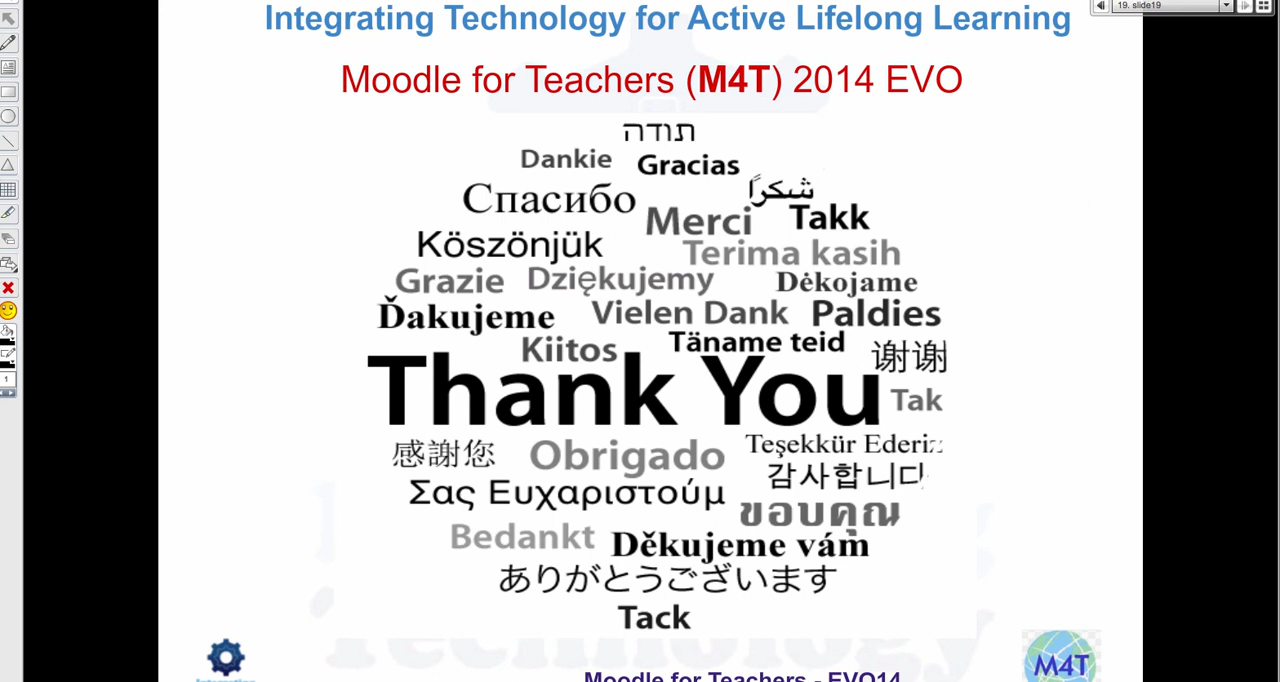 19. slide19
Integrating Technology for Active Lifelong Learning
Moodle for Teachers (M4T) 2014 EVO
תודה
Dankie Gracias
Спасибо شكراً
Merci Takk
Köszönjük Terima kasih
Grazie Dziękujemy Dėkojame
Ďakujeme Vielen Dank Paldies
Kiitos Täname teid 谢谢
Thank You Tak
感謝您 Obrigado Teşekkür Ederiz
감사합니다
Σας Ευχαριστούμ
ขอบคุณ
Bedankt Děkujeme vám
ありがとうございます
Tack
Technology
M4T
Integration
Moodle for Teachers - EVO14
1